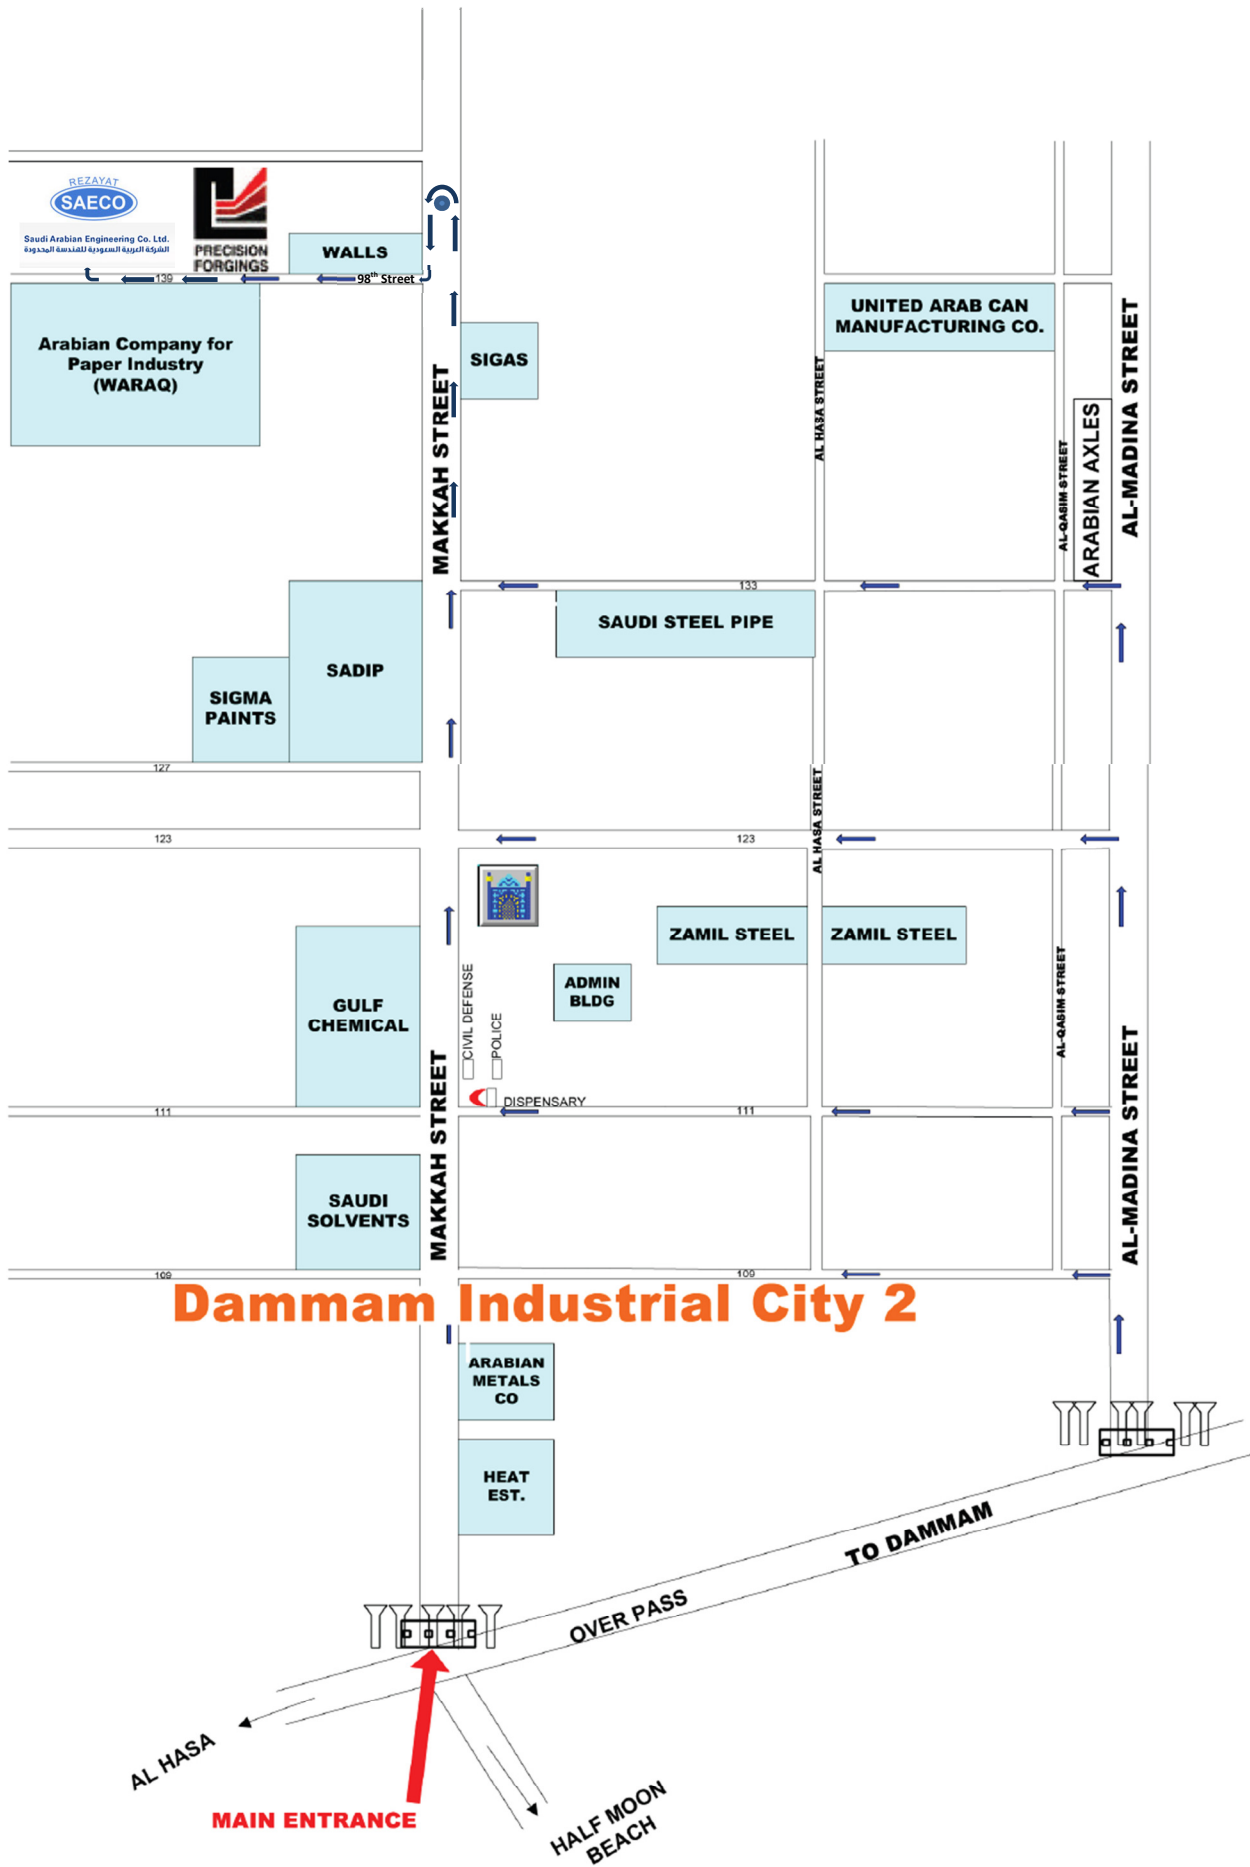 REZAYAT
SAECO
Saudi Arabian Engineering Co. Ltd.
الشركة العربية السعودية للهندسة المحدودة
PRECISION
FORGINGS
WALLS
139
98th Street
Arabian Company for
Paper Industry
(WARAQ)
SIGAS
UNITED ARAB CAN
MANUFACTURING CO.
MAKKAH STREET
AL HASA STREET
AL-QASIM STREET
ARABIAN AXLES
AL-MADINA STREET
133
SAUDI STEEL PIPE
SADIP
SIGMA
PAINTS
127
123
123
AL HASA STREET
ZAMIL STEEL
ZAMIL STEEL
ADMIN
BLDG
GULF
CHEMICAL
CIVIL DEFENSE
POLICE
DISPENSARY
AL-QASIM STREET
MAKKAH STREET
AL-MADINA STREET
111
111
SAUDI
SOLVENTS
109
109
Dammam Industrial City 2
ARABIAN
METALS
CO
HEAT
EST.
TO DAMMAM
OVER PASS
AL HASA
MAIN ENTRANCE
HALF MOON
BEACH